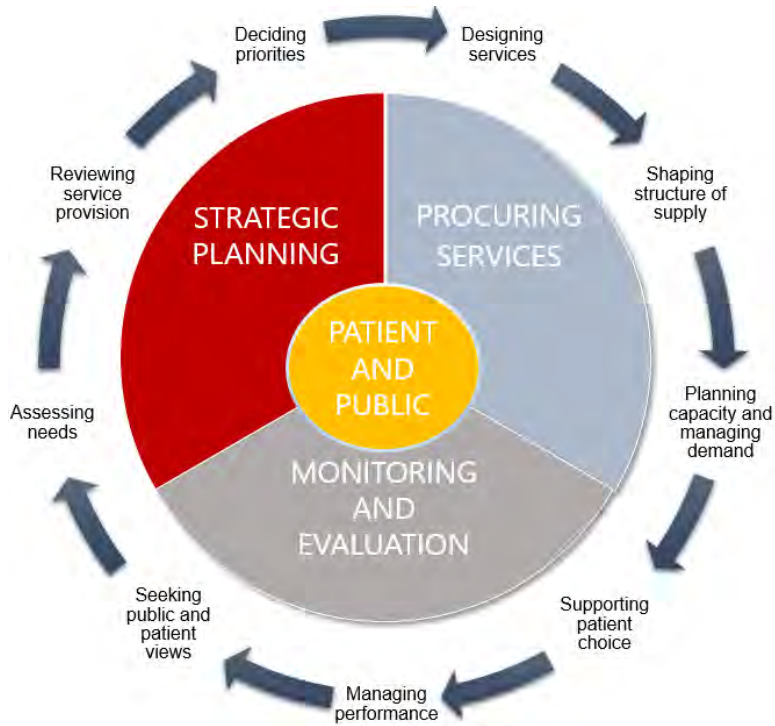 Deciding
priorities
Designing
services
Shaping
structure of
supply
Planning
capacity and
managing
demand
Supporting
patient
choice
Managing
performance
Seeking
public and
patient
views
Assessing
needs
Reviewing
service
provision
STRATEGIC
PLANNING
PROCURING
SERVICES
PATIENT
AND
PUBLIC
MONITORING
AND
EVALUATION